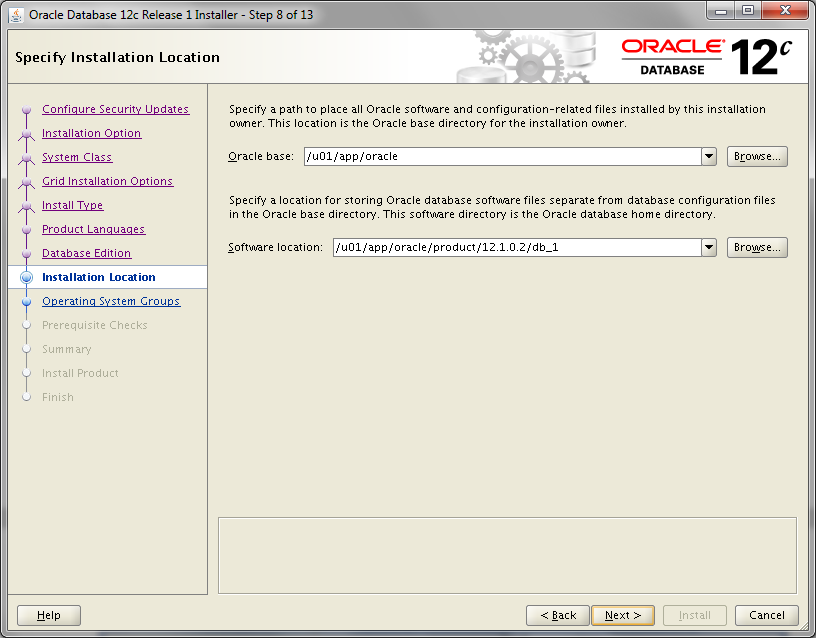 Oracle Database 12c Release 1 Installer - Step 8 of 13
Specify Installation Location
ORACLE
DATABASE
12c
Configure Security Updates
Installation Option
System Class
Grid Installation Options
Install Type
Product Languages
Database Edition
Installation Location
Operating System Groups
Prerequisite Checks
Summary
Install Product
Finish
Specify a path to place all Oracle software and configuration-related files installed by this installation
owner. This location is the Oracle base directory for the installation owner.
Oracle base: /u01/app/oracle Browse...
Specify a location for storing Oracle database software files separate from database configuration files
in the Oracle base directory. This software directory is the Oracle database home directory.
Software location: /u01/app/oracle/product/12.1.0.2/db_1 Browse...
Help < Back Next > Install Cancel